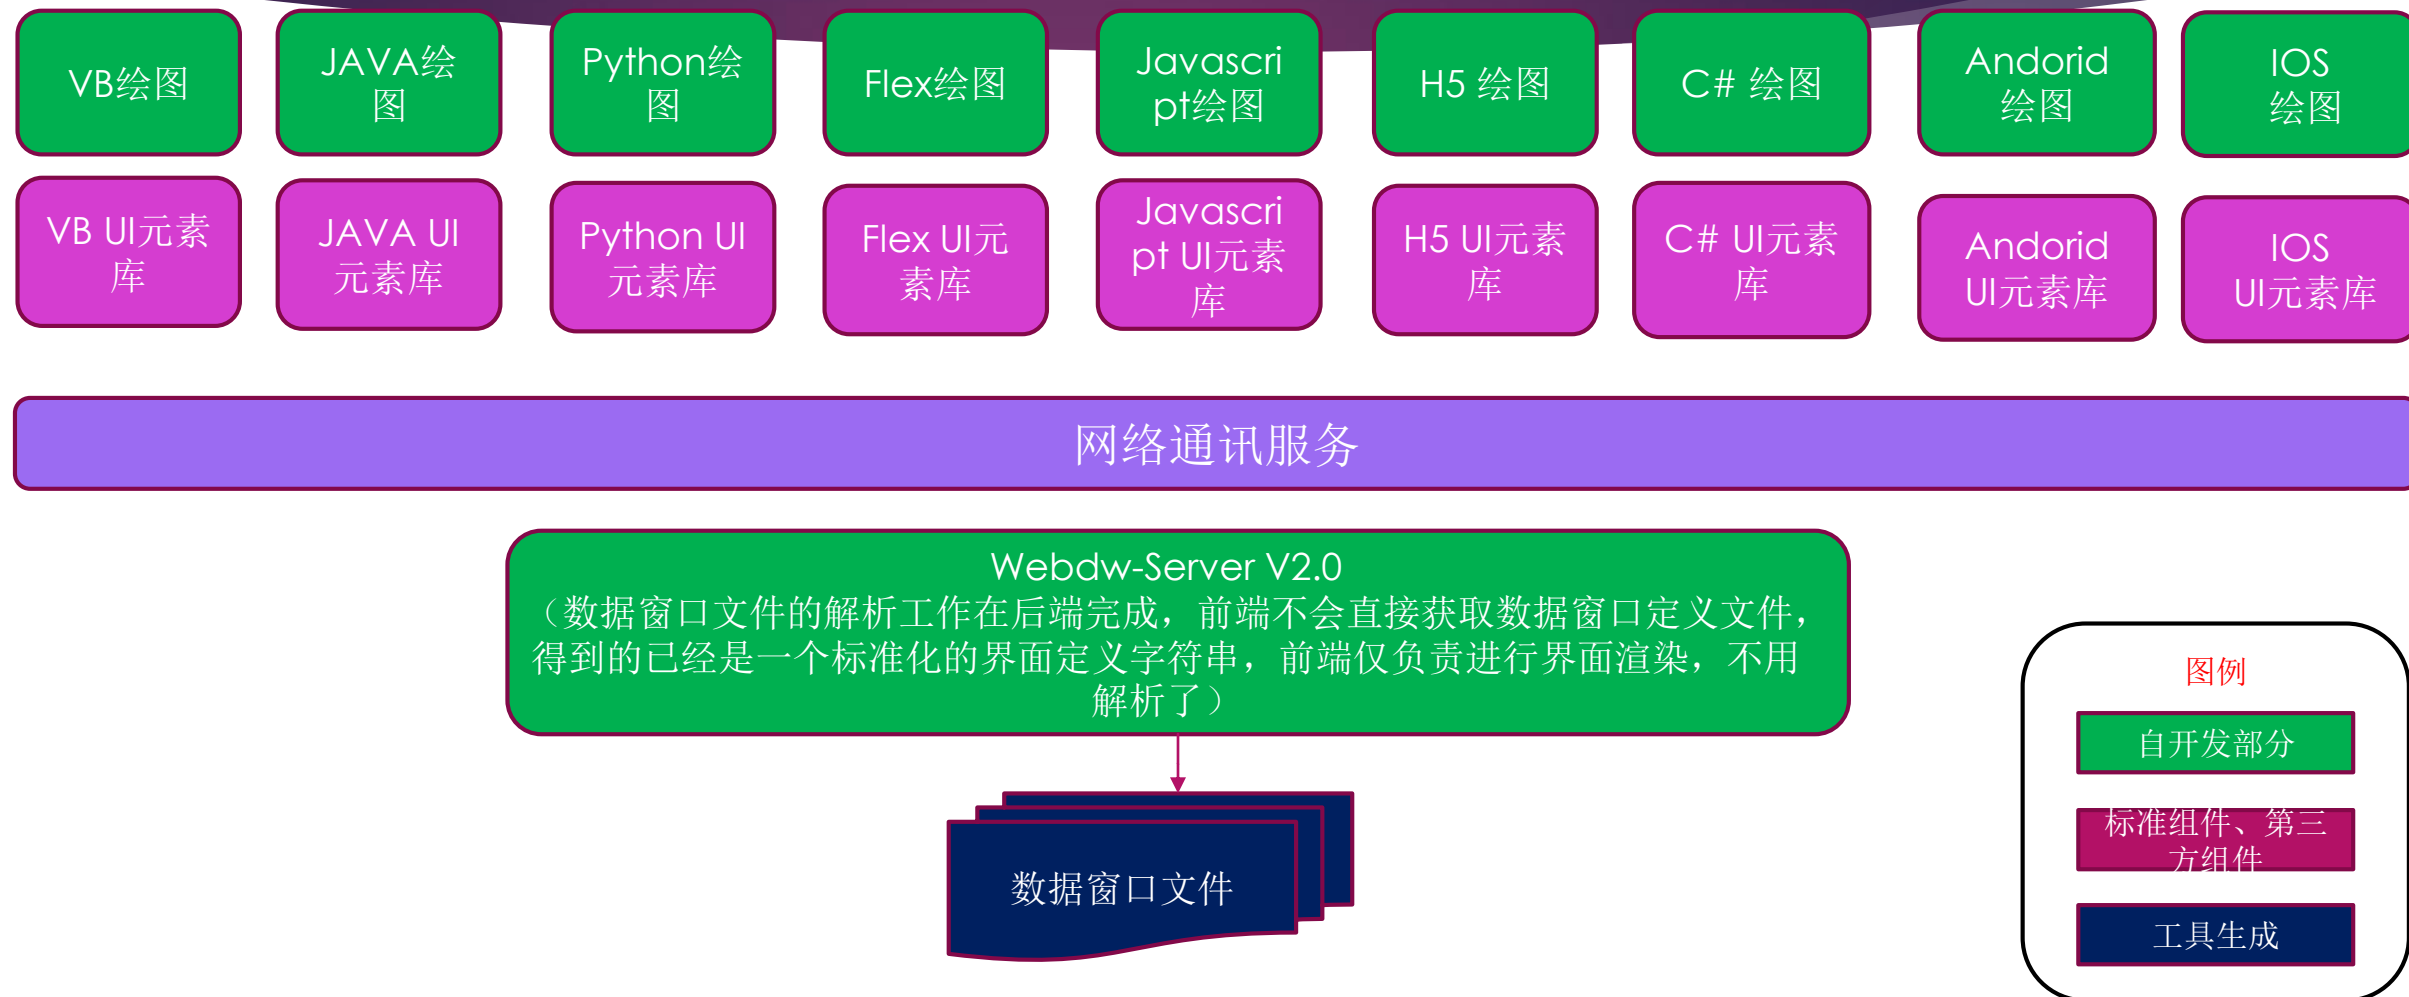 VB绘图
JAVA绘
图
Python绘
图
Flex绘图
Javascri
pt绘图
H5 绘图
C# 绘图
Andorid
绘图
IOS
绘图
VB UI元素
库
JAVA UI
元素库
Python UI
元素库
Flex UI元
素库
Javascri
pt UI元素
库
H5 UI元素
库
C# UI元素
库
Andorid
UI元素库
IOS
UI元素库
网络通讯服务
Webdw-Server V2.0
（数据窗口文件的解析工作在后端完成，前端不会直接获取数据窗口定义文件，
得到的已经是一个标准化的界面定义字符串，前端仅负责进行界面渲染，不用
解析了）
数据窗口文件
图例
自开发部分
标准组件、第三
方组件
工具生成